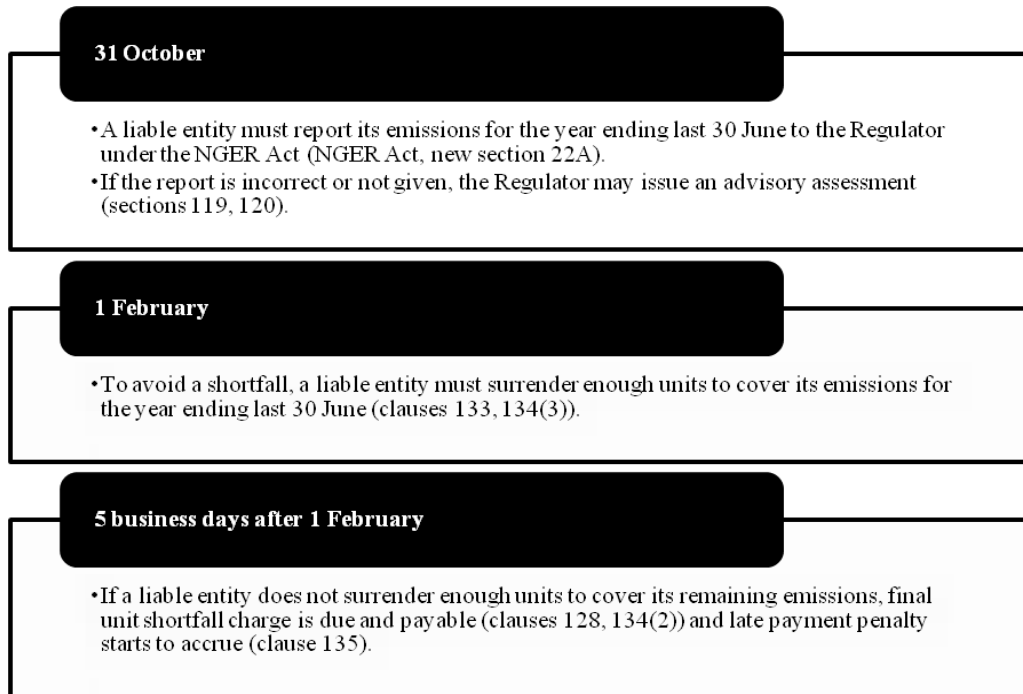 31 October
•A liable entity must report its emissions for the year ending last 30 June to the Regulator
under the NGER Act (NGER Act, new section 22A).
•If the report is incorrect or not given, the Regulator may issue an advisory assessment
(sections 119, 120).
1 February
•To avoid a shortfall, a liable entity must surrender enough units to cover its emissions for
the year ending last 30 June (clauses 133, 134(3)).
5 business days after 1 February
•If a liable entity does not surrender enough units to cover its remaining emissions, final
unit shortfall charge is due and payable (clauses 128, 134(2)) and late payment penalty
starts to accrue (clause 135).